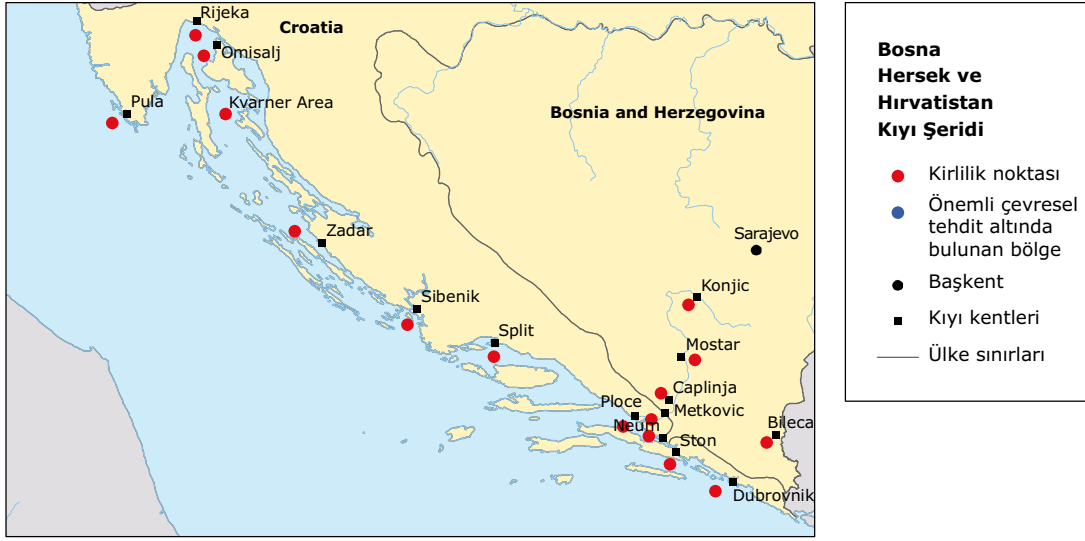 Rijeka
Croatia
Omisalj
Pula
Kvarner Area
Bosnia and Herzegovina
Zadar
Sarajevo
Sibenik
Konjic
Split
Mostar
Caplinja
Ploce
Metkovic
Neum
Bileca
Ston
Dubrovnik
Bosna
Hersek ve
Hırvatistan
Kıyı Şeridi
Kirlilik noktası
Önemli çevresel
tehdit altında
bulunan bölge
Başkent
Kıyı kentleri
Ülke sınırları